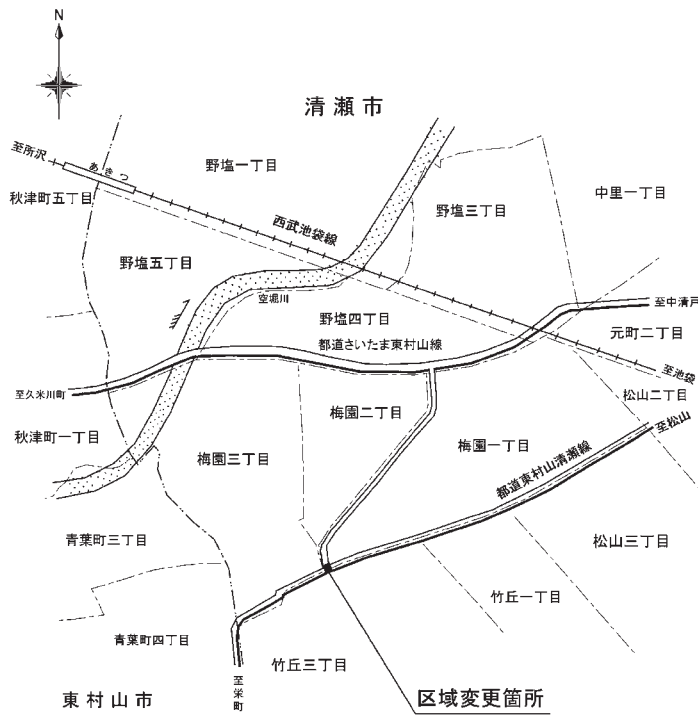 N
清瀬市
至所沢
あきつ
野塩一丁目
秋津町五丁目
中里一丁目
野塩三丁目
西武池袋線
野塩五丁目
空堀川
至中清戸
野塩四丁目
元町二丁目
都道さいたま東村山線
至池袋
至久米川町
松山二丁目
梅園二丁目
至松山
秋津町一丁目
梅園一丁目
梅園三丁目
都道東村山清瀬線
青葉町三丁目
松山三丁目
竹丘一丁目
青葉町四丁目
竹丘三丁目
至栄町
東村山市
区域変更箇所